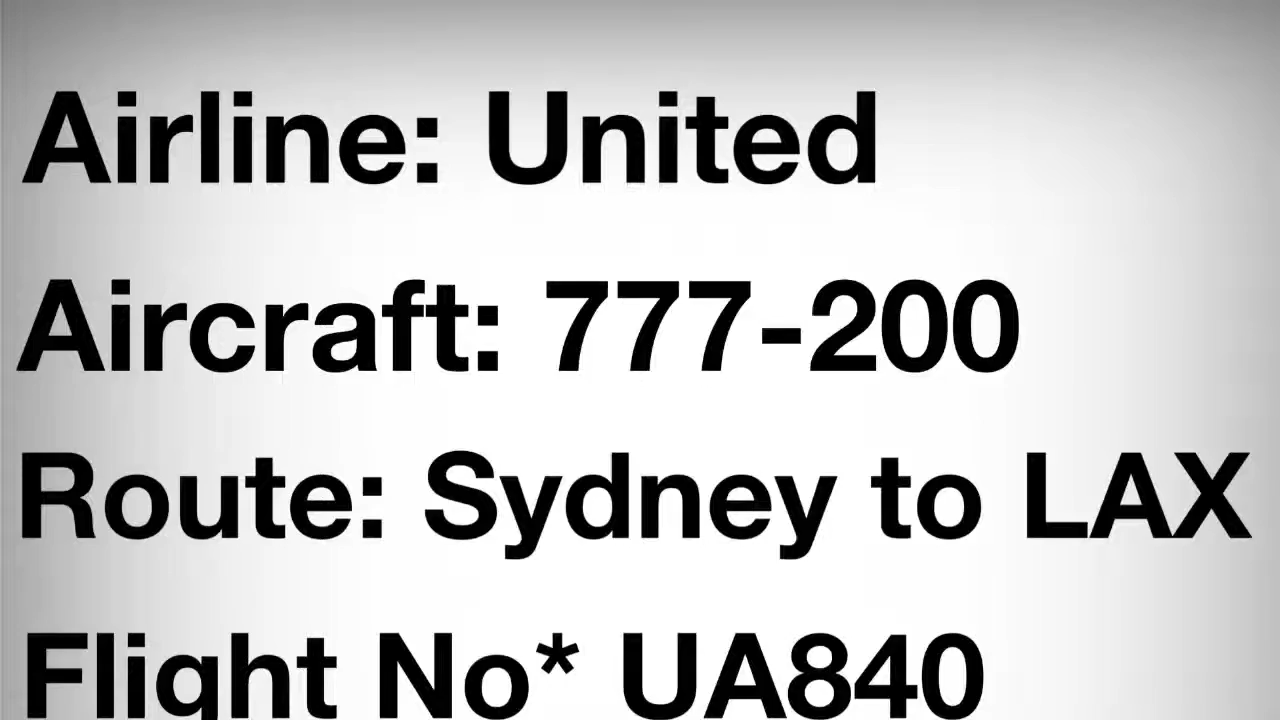 Airline: United
Aircraft: 777-200
Route: Sydney to LAX
Flight No* UA840